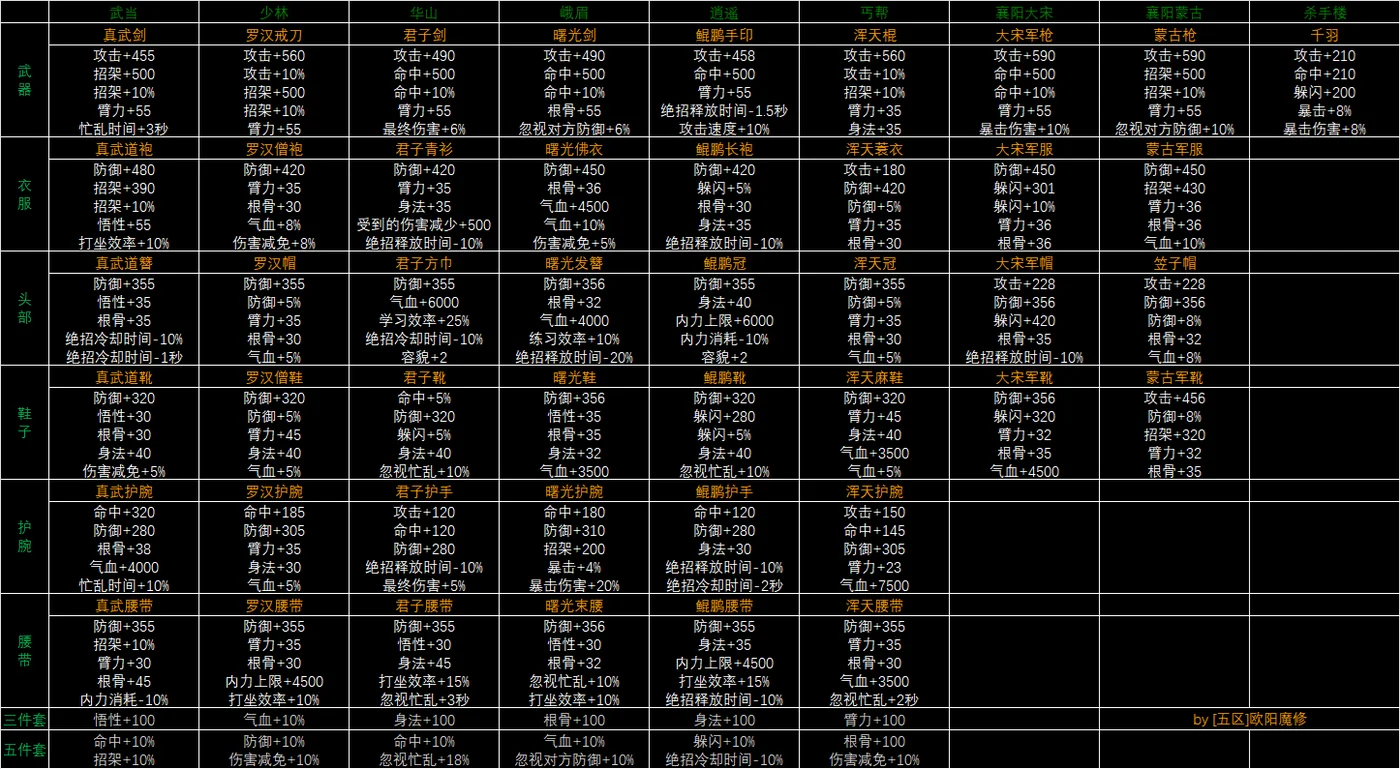 武当 少林 华山 峨眉 逍遥 丐帮 襄阳大宋 襄阳蒙古 杀手楼
武器
真武剑 罗汉戒刀 君子剑 曙光剑 鲲鹏手印 浑天棍 大宋军枪 蒙古枪 千羽
攻击+455 攻击+560 攻击+490 攻击+490 攻击+458 攻击+560 攻击+590 攻击+590 攻击+210
招架+500 攻击+10% 命中+500 命中+500 命中+500 攻击+10% 命中+500 招架+500 命中+210
招架+10% 招架+500 命中+10% 命中+10% 臂力+55 招架+10% 命中+10% 招架+10% 躲闪+200
臂力+55 招架+10% 臂力+55 根骨+55 绝招释放时间-1.5秒 臂力+35 臂力+55 臂力+55 暴击+8%
忙乱时间+3秒 臂力+55 最终伤害+6% 忽视对方防御+6% 攻击速度+10% 身法+35 暴击伤害+10% 忽视对方防御+10% 暴击伤害+8%
衣服
真武道袍 罗汉僧袍 君子青衫 曙光佛衣 鲲鹏长袍 浑天蓑衣 大宋军服 蒙古军服
防御+480 防御+420 防御+420 防御+450 防御+420 攻击+180 防御+450 防御+450
招架+390 臂力+35 臂力+35 根骨+36 躲闪+5% 防御+420 躲闪+301 招架+430
招架+10% 根骨+30 身法+35 气血+4500 根骨+30 防御+5% 躲闪+10% 臂力+36
悟性+55 气血+8% 受到的伤害减少+500 气血+10% 身法+35 臂力+35 臂力+36 根骨+36
打坐效率+10% 伤害减免+8% 绝招释放时间-10% 伤害减免+5% 绝招释放时间-10% 根骨+30 根骨+36 气血+10%
头部
真武道簪 罗汉帽 君子方巾 曙光发簪 鲲鹏冠 浑天冠 大宋军帽 笠子帽
防御+355 防御+355 防御+355 防御+356 防御+355 防御+355 攻击+228 攻击+228
悟性+35 防御+5% 气血+6000 根骨+32 身法+40 防御+5% 防御+356 防御+356
根骨+35 臂力+35 学习效率+25% 气血+4000 内力上限+6000 臂力+35 躲闪+420 防御+8%
绝招冷却时间-10% 根骨+30 绝招冷却时间-10% 练习效率+10% 内力消耗-10% 根骨+30 根骨+35 根骨+32
绝招冷却时间-1秒 气血+5% 容貌+2 绝招释放时间-20% 容貌+2 气血+5% 绝招释放时间-10% 气血+8%
鞋子
真武道靴 罗汉僧鞋 君子靴 曙光鞋 鲲鹏靴 浑天麻鞋 大宋军靴 蒙古军靴
防御+320 防御+320 命中+5% 防御+356 防御+320 防御+320 防御+356 攻击+456
悟性+30 防御+5% 防御+320 悟性+35 躲闪+280 臂力+45 躲闪+320 防御+8%
根骨+30 臂力+45 躲闪+5% 根骨+35 躲闪+5% 身法+40 臂力+32 招架+320
身法+40 身法+40 身法+40 身法+32 身法+40 气血+3500 根骨+35 臂力+32
伤害减免+5% 气血+5% 忽视忙乱+10% 气血+3500 忽视忙乱+10% 气血+5% 气血+4500 根骨+35
护腕
真武护腕 罗汉护腕 君子护手 曙光护腕 鲲鹏护手 浑天护腕
命中+320 命中+185 攻击+120 命中+180 命中+120 攻击+150
防御+280 防御+305 命中+120 防御+310 防御+280 命中+145
根骨+38 臂力+35 防御+280 招架+200 身法+30 防御+305
气血+4000 身法+30 绝招释放时间-10% 暴击+4% 绝招释放时间-10% 臂力+23
忙乱时间+10% 气血+5% 最终伤害+5% 暴击伤害+20% 绝招冷却时间-2秒 气血+7500
腰带
真武腰带 罗汉腰带 君子腰带 曙光束腰 鲲鹏腰带 浑天腰带
防御+355 防御+355 防御+355 防御+356 防御+355 防御+355
招架+10% 臂力+35 悟性+30 悟性+30 身法+35 臂力+35
臂力+30 根骨+30 身法+45 根骨+32 内力上限+4500 根骨+30
根骨+45 内力上限+4500 打坐+15% 忽视忙乱+10% 打坐效率+15% 气血+3500
内力消耗-10% 打坐效率+10% 忽视忙乱+3秒 打坐效率+10% 绝招释放时间-10% 忽视忙乱+2秒
三件套 悟性+100 气血+10% 身法+100 根骨+100 身法+100 臂力+100 by [五区]欧阳魔修
五件套
命中+10% 防御+10% 命中+10% 气血+10% 躲闪+10% 根骨+100
招架+10% 伤害减免+10% 忽视忙乱+18% 忽视对方防御+10% 绝招冷却时间-10% 伤害减免+10%